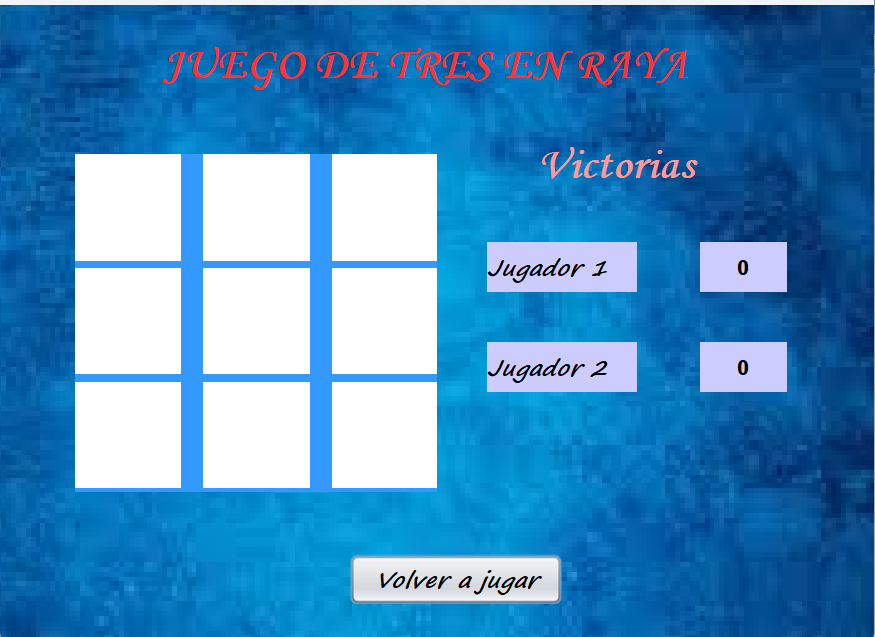 JUEGO DE TRES EN RAYA
Victorias
Jugador 1
0
Jugador 2
0
Volver a jugar